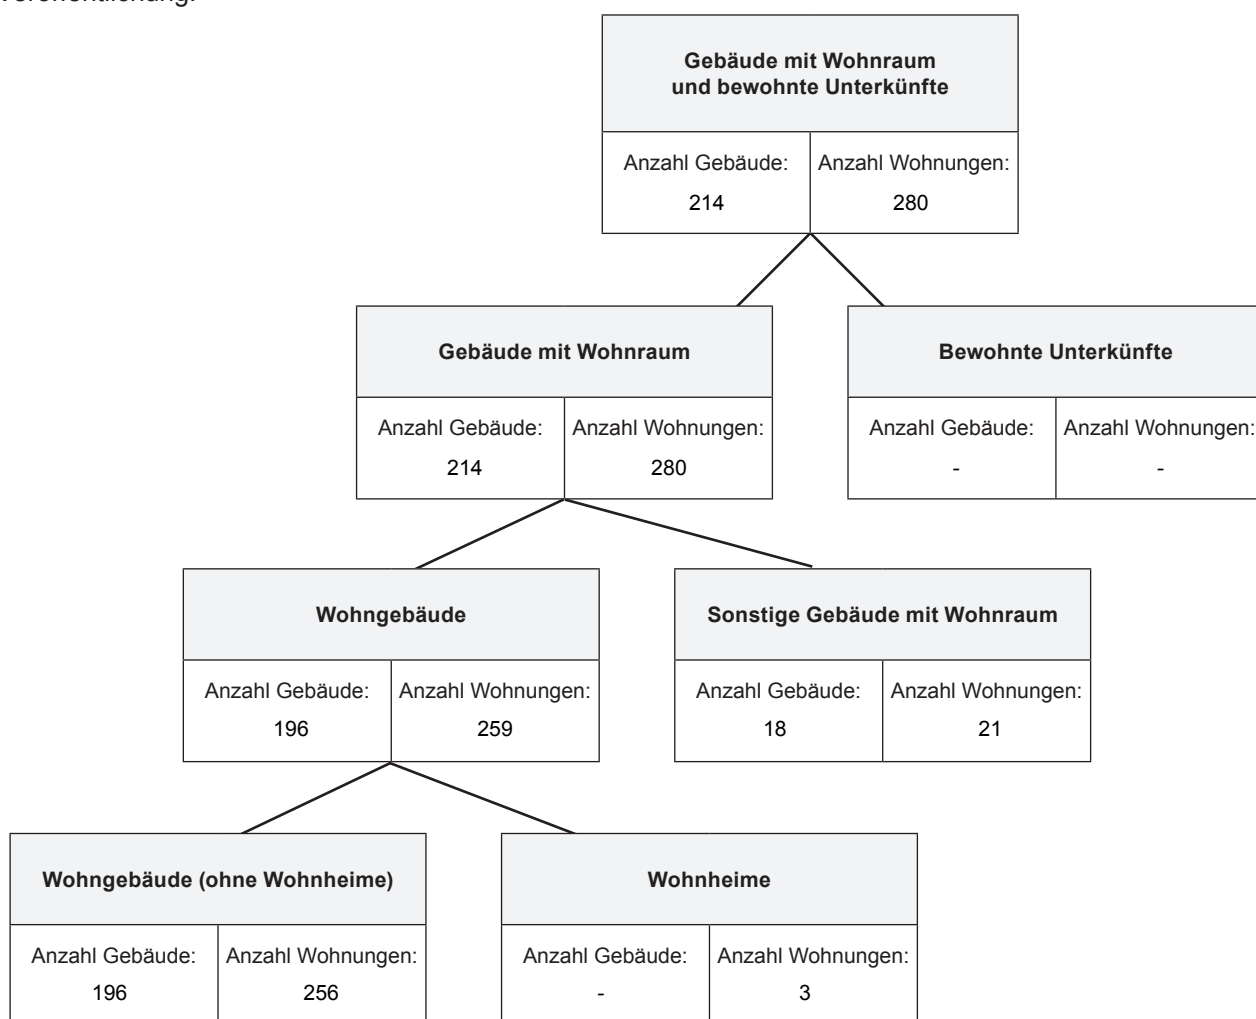 Veröffentlichung.
Gebäude mit Wohnraum
und bewohnte Unterkünfte
Anzahl Gebäude: Anzahl Wohnungen:
214 280
Gebäude mit Wohnraum Bewohnte Unterkünfte
Anzahl Gebäude: Anzahl Wohnungen: Anzahl Gebäude: Anzahl Wohnungen:
214 280 - -
Wohngebäude Sonstige Gebäude mit Wohnraum
Anzahl Gebäude: Anzahl Wohnungen: Anzahl Gebäude: Anzahl Wohnungen:
196 259 18 21
Wohngebäude (ohne Wohnheime) Wohnheime
Anzahl Gebäude: Anzahl Wohnungen: Anzahl Gebäude: Anzahl Wohnungen:
196 256 - 3